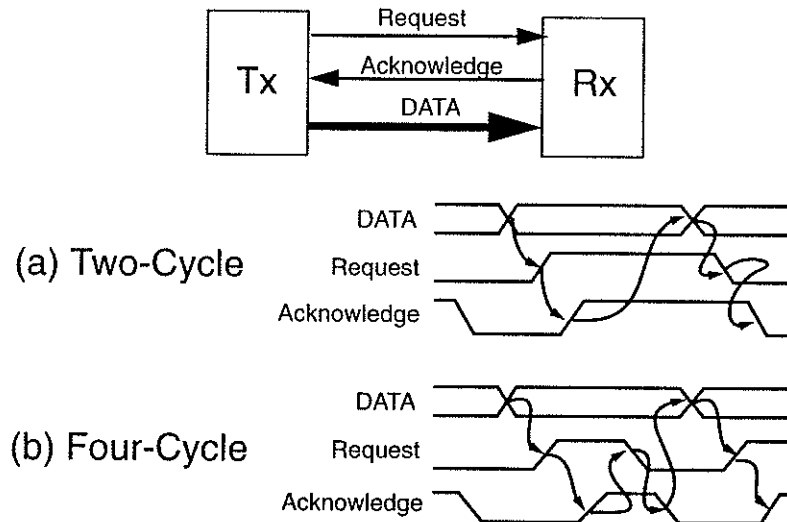 Request
Tx
Acknowledge
Rx
DATA
DATA
(a) Two-Cycle
Request
Acknowledge
DATA
(b) Four-Cycle
Request
Acknowledge